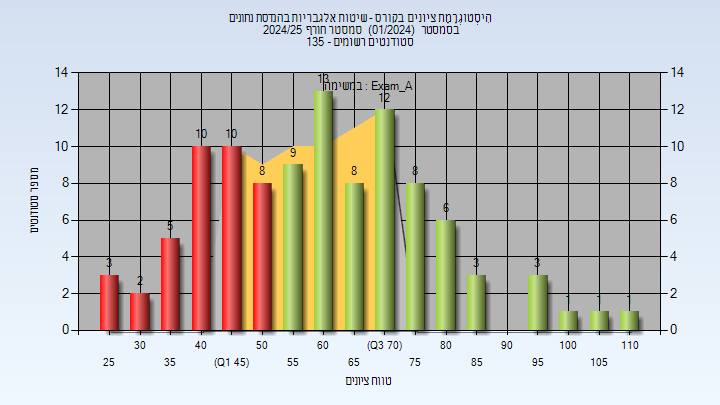 היסטוגרמת ציונים בקורס - שיטות אלגבריות בהנדסת נתונים
בסמסטר (01/2024) סמסטר חורף 2024/25
סטודנטים רשומים - 135
במשימה : Exam_A
מספר סטודנטים
14 14
12 12
10 10
8 8
6 6
4 4
2 2
0 0
3 2 5 10 10 8 9 13 8 12 8 6 3 3 1 1 1
30 40 50 60 (Q3 70) 80 90 100 110
25 35 (Q1 45) 55 65 75 85 95 105
טווח ציונים